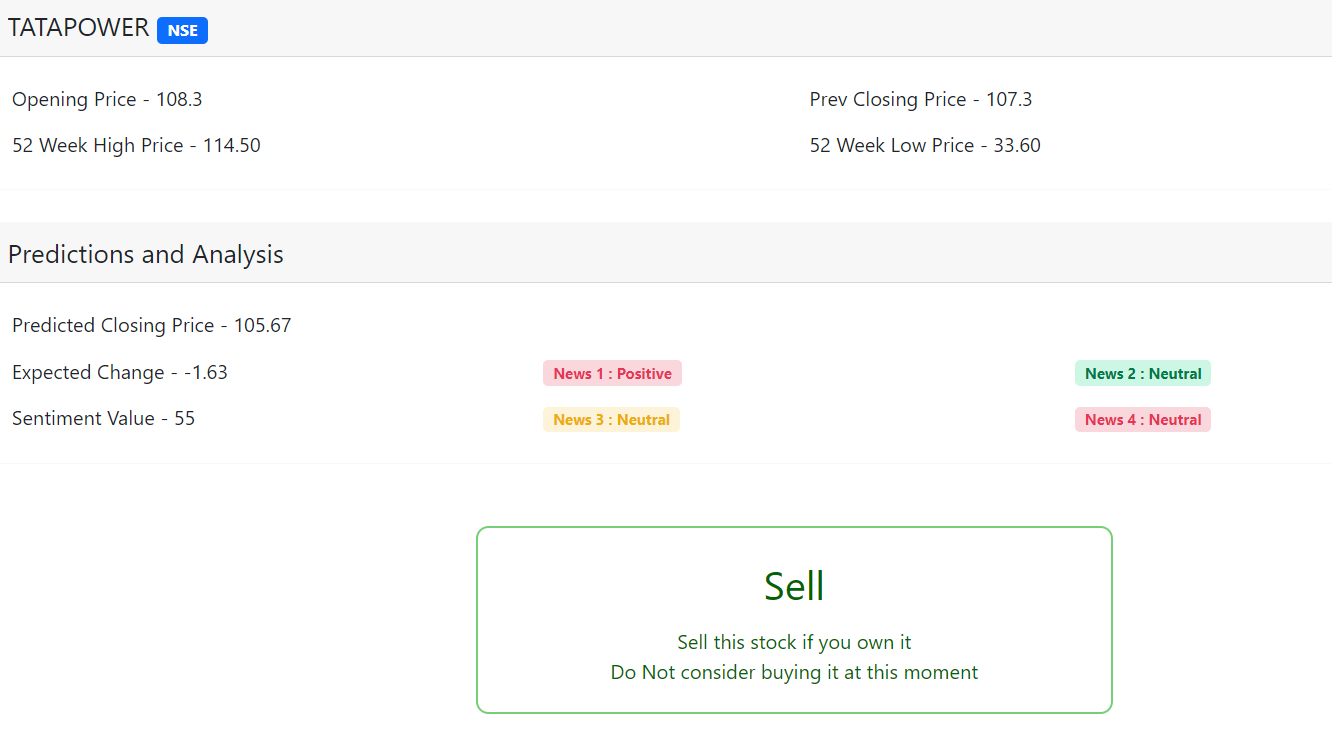 TATAPOWER NSE
Opening Price - 108.3
Prev Closing Price - 107.3
52 Week High Price - 114.50
52 Week Low Price - 33.60
Predictions and Analysis
Predicted Closing Price - 105.67
Expected Change - -1.63
News 1 : Positive
News 2 : Neutral
Sentiment Value - 55
News 3 : Neutral
News 4 : Neutral
Sell
Sell this stock if you own it
Do Not consider buying it at this moment